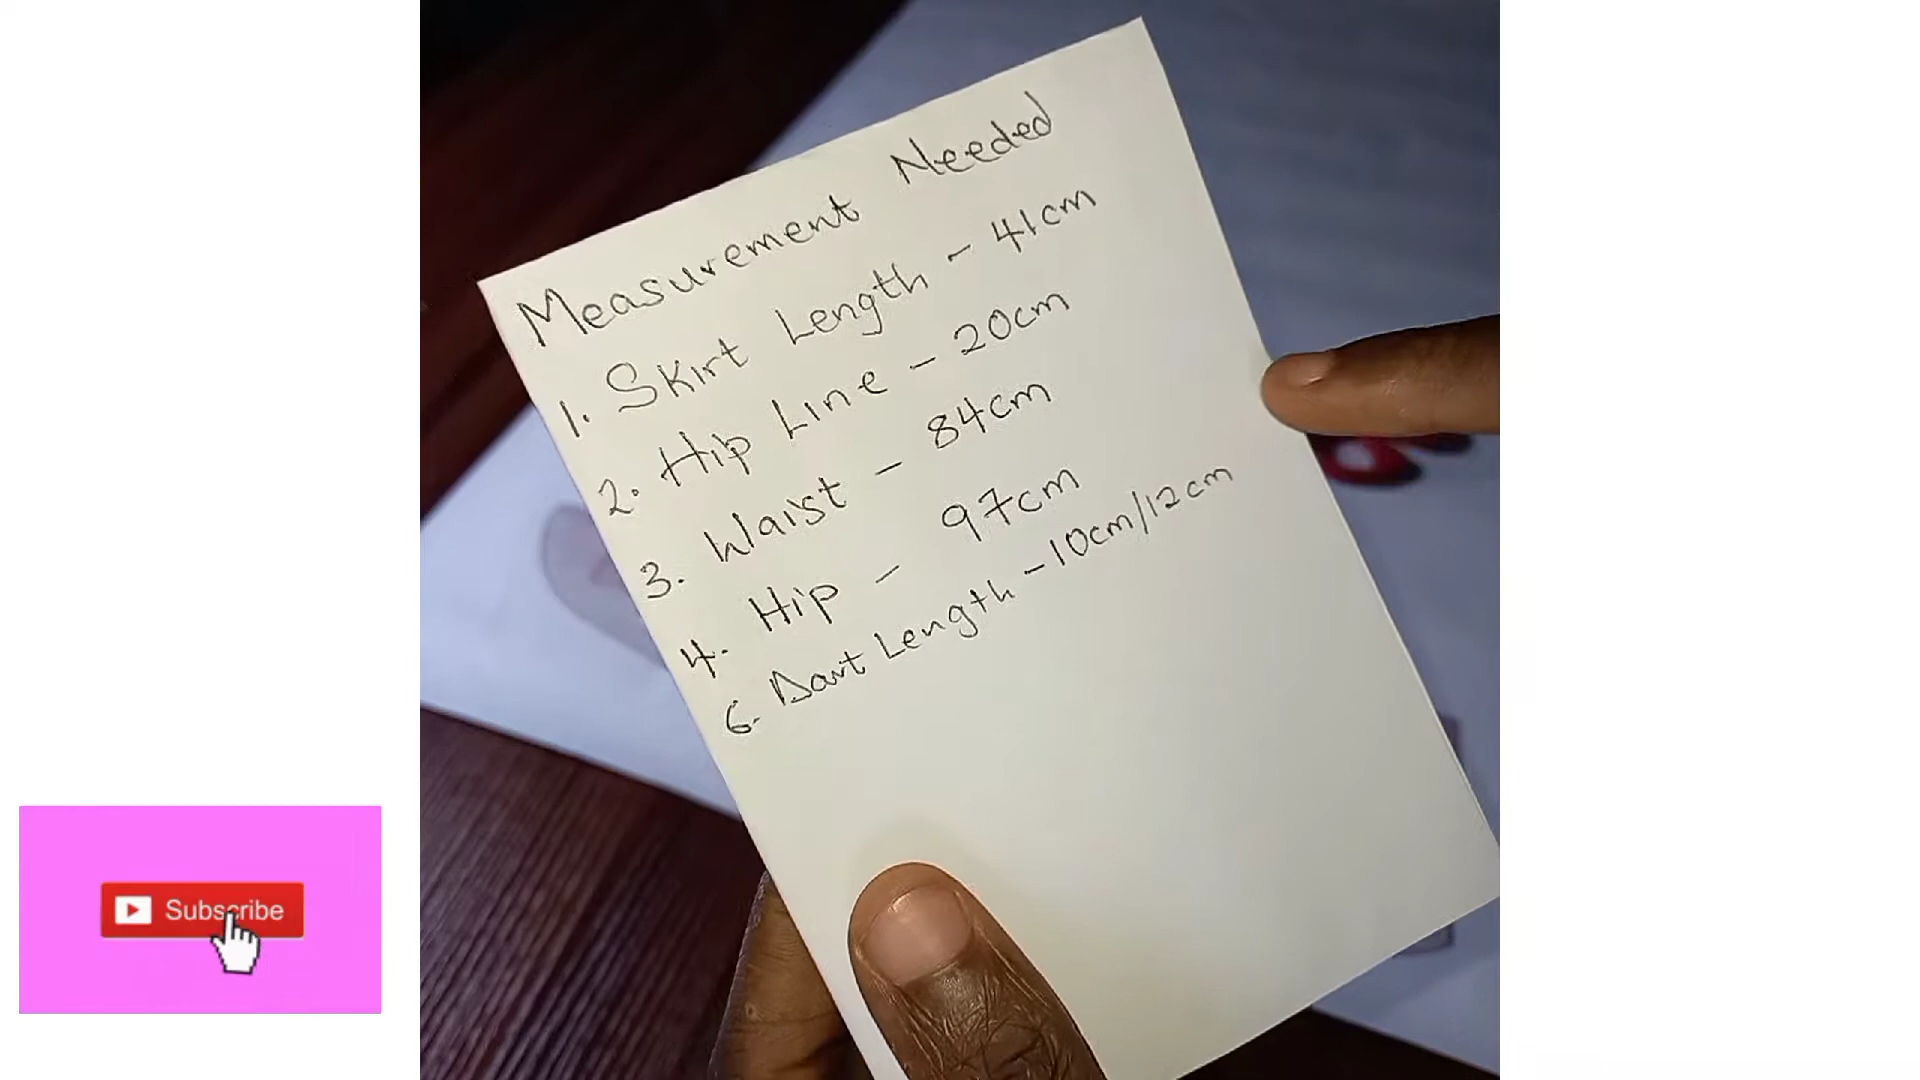 Measurement Needed
1. Skirt Length - 41cm
2. Hip Line - 20cm
3. Waist - 84cm
4. Hip - 97cm
6. Dart Length - 10cm/12cm
Subscribe